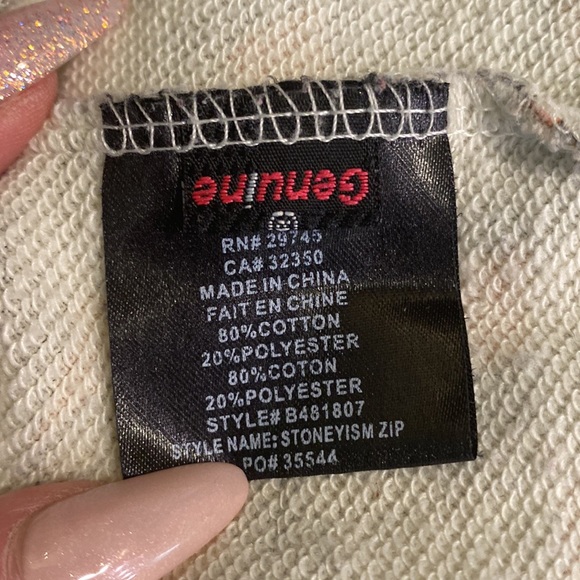 Genuine
RN# 29745
CA# 32350
MADE IN CHINA
FAIT EN CHINE
80%COTTON
20%POLYESTER
80%COTON
20%POLYESTER
STYLE# B481807
STYLE NAME: STONEYISM ZIP
PO# 35544